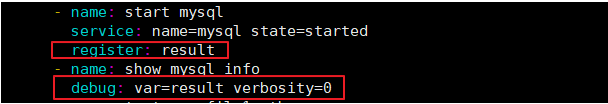 - name: start mysql
service: name=mysql state=started
register: result
- name: show mysql info
debug: var=result verbosity=0